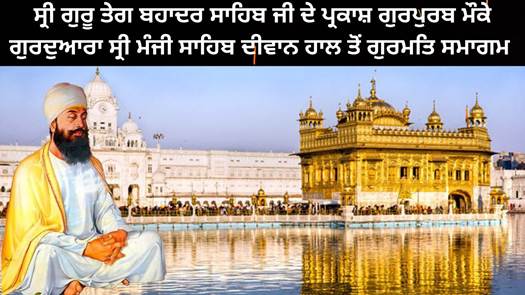 ਸ੍ਰੀ ਗੁਰੂ ਤੇਗ ਬਹਾਦਰ ਸਾਹਿਬ ਜੀ ਦੇ ਪ੍ਰਕਾਸ਼ ਗੁਰਪੁਰਬ ਮੌਕੇ
ਗੁਰਦੁਆਰਾ ਸ੍ਰੀ ਮੰਜੀ ਸਾਹਿਬ ਦੀਵਾਨ ਹਾਲ ਤੋਂ ਗੁਰਮਤਿ ਸਮਾਗਮ